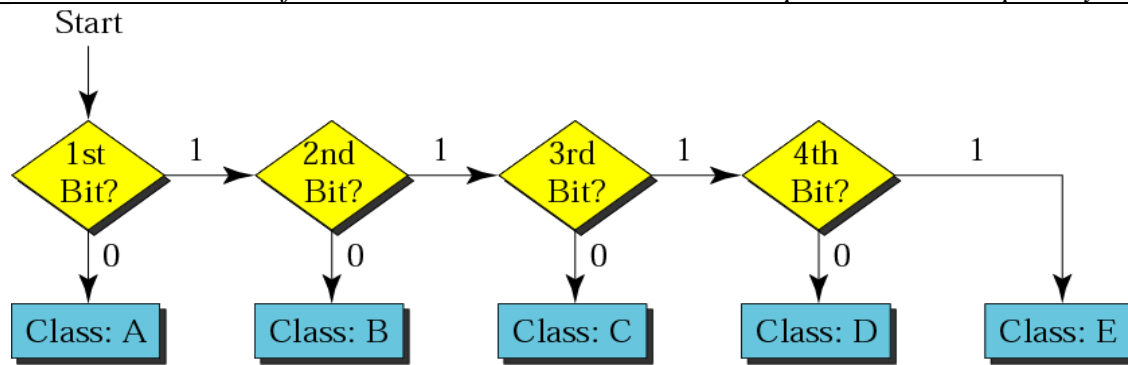 Start
1st
Bit?
1
2nd
Bit?
1
3rd
Bit?
1
4th
Bit?
1
0
0
0
0
Class: A
Class: B
Class: C
Class: D
Class: E